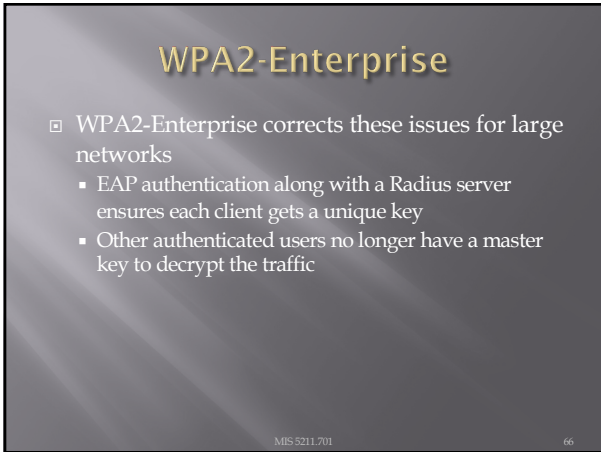 WPA2-Enterprise
WPA2-Enterprise corrects these issues for large
networks
EAP authentication along with a Radius server
ensures each client gets a unique key
Other authenticated users no longer have a master
key to decrypt the traffic
MIS 5211.701
66